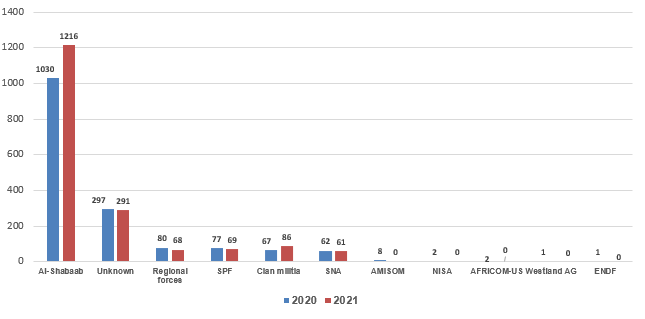 1400
1200
1000
800
600
400
200
0
1030
1216
297
291
80
68
77
69
67
86
62
61
8
0
2
0
2
0
1
0
1
0
Al-Shabaab
Unknown
Regional
forces
SPF
Clan militia
SNA
AMISOM
NISA
AFRICOM-US
Westland AG
ENDF
2020
2021